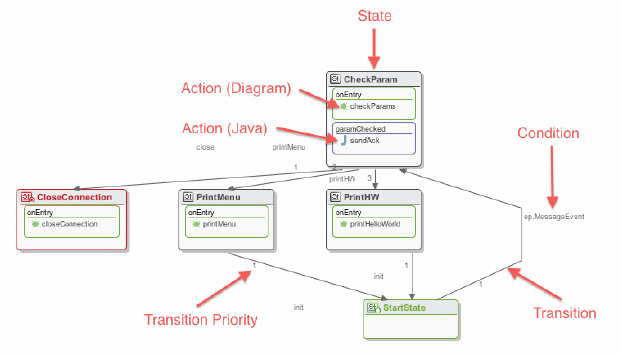 State
CheckParam
onEntry
checkParams
Action (Diagram)
paramChecked
sendAck
Action (Java)
Condition
close
printMenu
1
2
printHW
3
CloseConnection
onEntry
closeConnection
PrintMenu
onEntry
printMenu
PrintHW
onEntry
printHelloWorld
ep.MessageEvent
1
1
init
1
Transition Priority
init
StartState
Transition